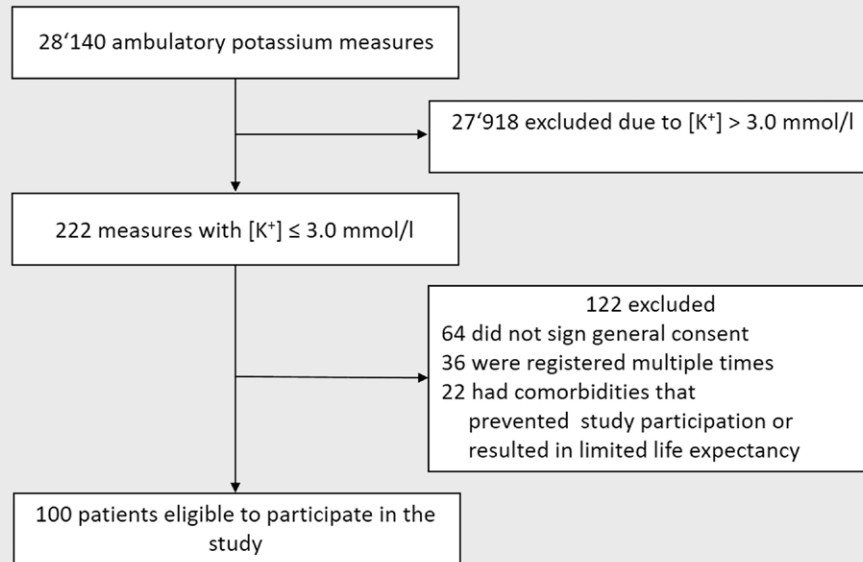 28‘140 ambulatory potassium measures
27‘918 excluded due to [K⁺] > 3.0 mmol/l
222 measures with [K⁺] ≤ 3.0 mmol/l
122 excluded
64 did not sign general consent
36 were registered multiple times
22 had comorbidities that
prevented study participation or
resulted in limited life expectancy
100 patients eligible to participate in the
study